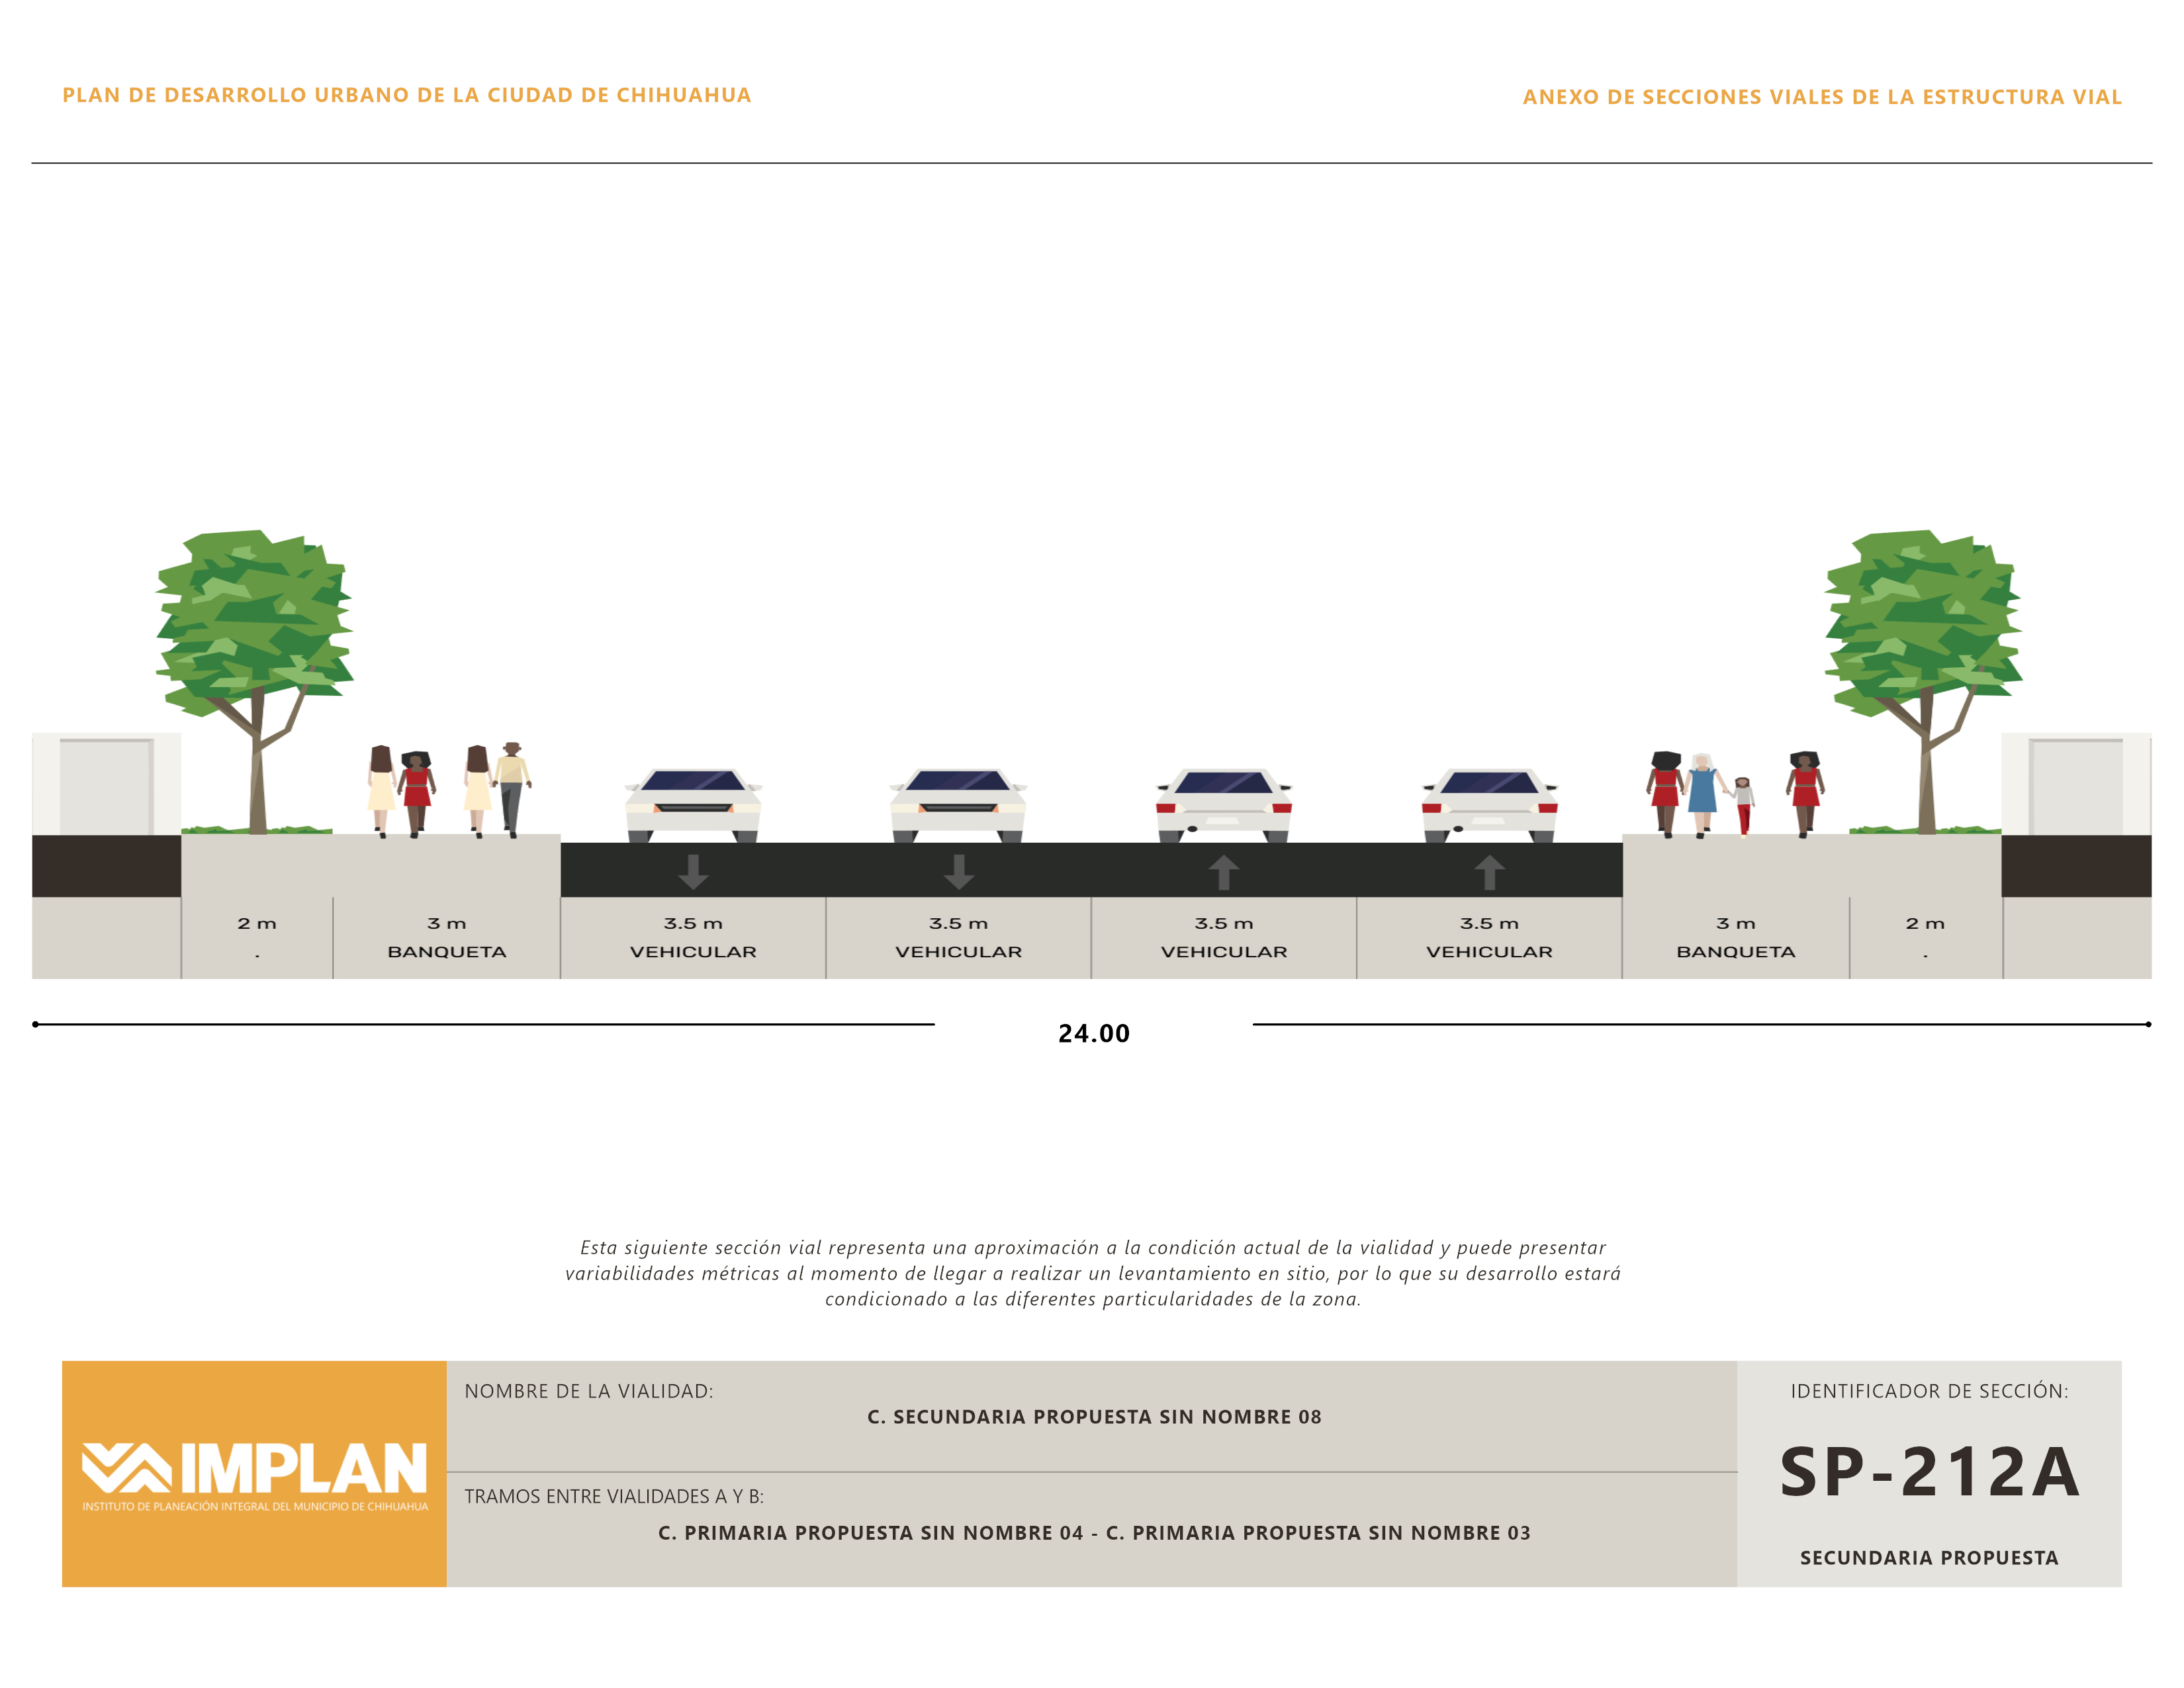 PLAN DE DESARROLLO URBANO DE LA CIUDAD DE CHIHUAHUA
ANEXO DE SECCIONES VIALES DE LA ESTRUCTURA VIAL
2 m
.
3 m
BANQUETA
3.5 m
VEHICULAR
3.5 m
VEHICULAR
3.5 m
VEHICULAR
3.5 m
VEHICULAR
3 m
BANQUETA
2 m
.
24.00
Esta siguiente sección vial representa una aproximación a la condición actual de la vialidad y puede presentar
variabilidades métricas al momento de llegar a realizar un levantamiento en sitio, por lo que su desarrollo estará
condicionado a las diferentes particularidades de la zona.
IMPLAN
INSTITUTO DE PLANEACIÓN INTEGRAL DEL MUNICIPIO DE CHIHUAHUA
NOMBRE DE LA VIALIDAD:
C. SECUNDARIA PROPUESTA SIN NOMBRE 08
TRAMOS ENTRE VIALIDADES A Y B:
C. PRIMARIA PROPUESTA SIN NOMBRE 04 - C. PRIMARIA PROPUESTA SIN NOMBRE 03
IDENTIFICADOR DE SECCIÓN:
SP-212A
SECUNDARIA PROPUESTA